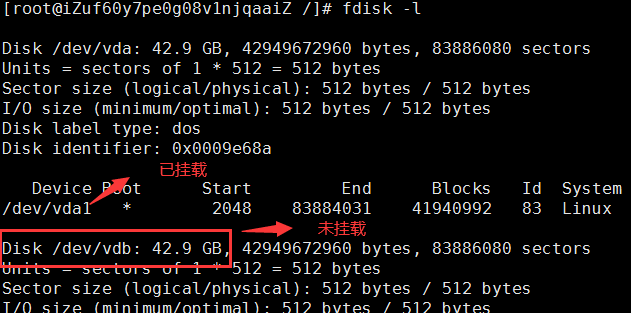 [root@iZuf60y7pe0g08v1njqaaiZ /]# fdisk -l
Disk /dev/vda: 42.9 GB, 42949672960 bytes, 83886080 sectors
Units = sectors of 1 * 512 = 512 bytes
Sector size (logical/physical): 512 bytes / 512 bytes
I/O size (minimum/optimal): 512 bytes / 512 bytes
Disk label type: dos
Disk identifier: 0x0009e68a
已挂载
Device Boot Start End Blocks Id System
/dev/vda1 * 2048 83884031 41940992 83 Linux
未挂载
Disk /dev/vdb: 42.9 GB, 42949672960 bytes, 83886080 sectors
Units = sectors of 1 * 512 = 512 bytes
Sector size (logical/physical): 512 bytes / 512 bytes
I/O size (minimum/optimal): 512 bytes / 512 bytes